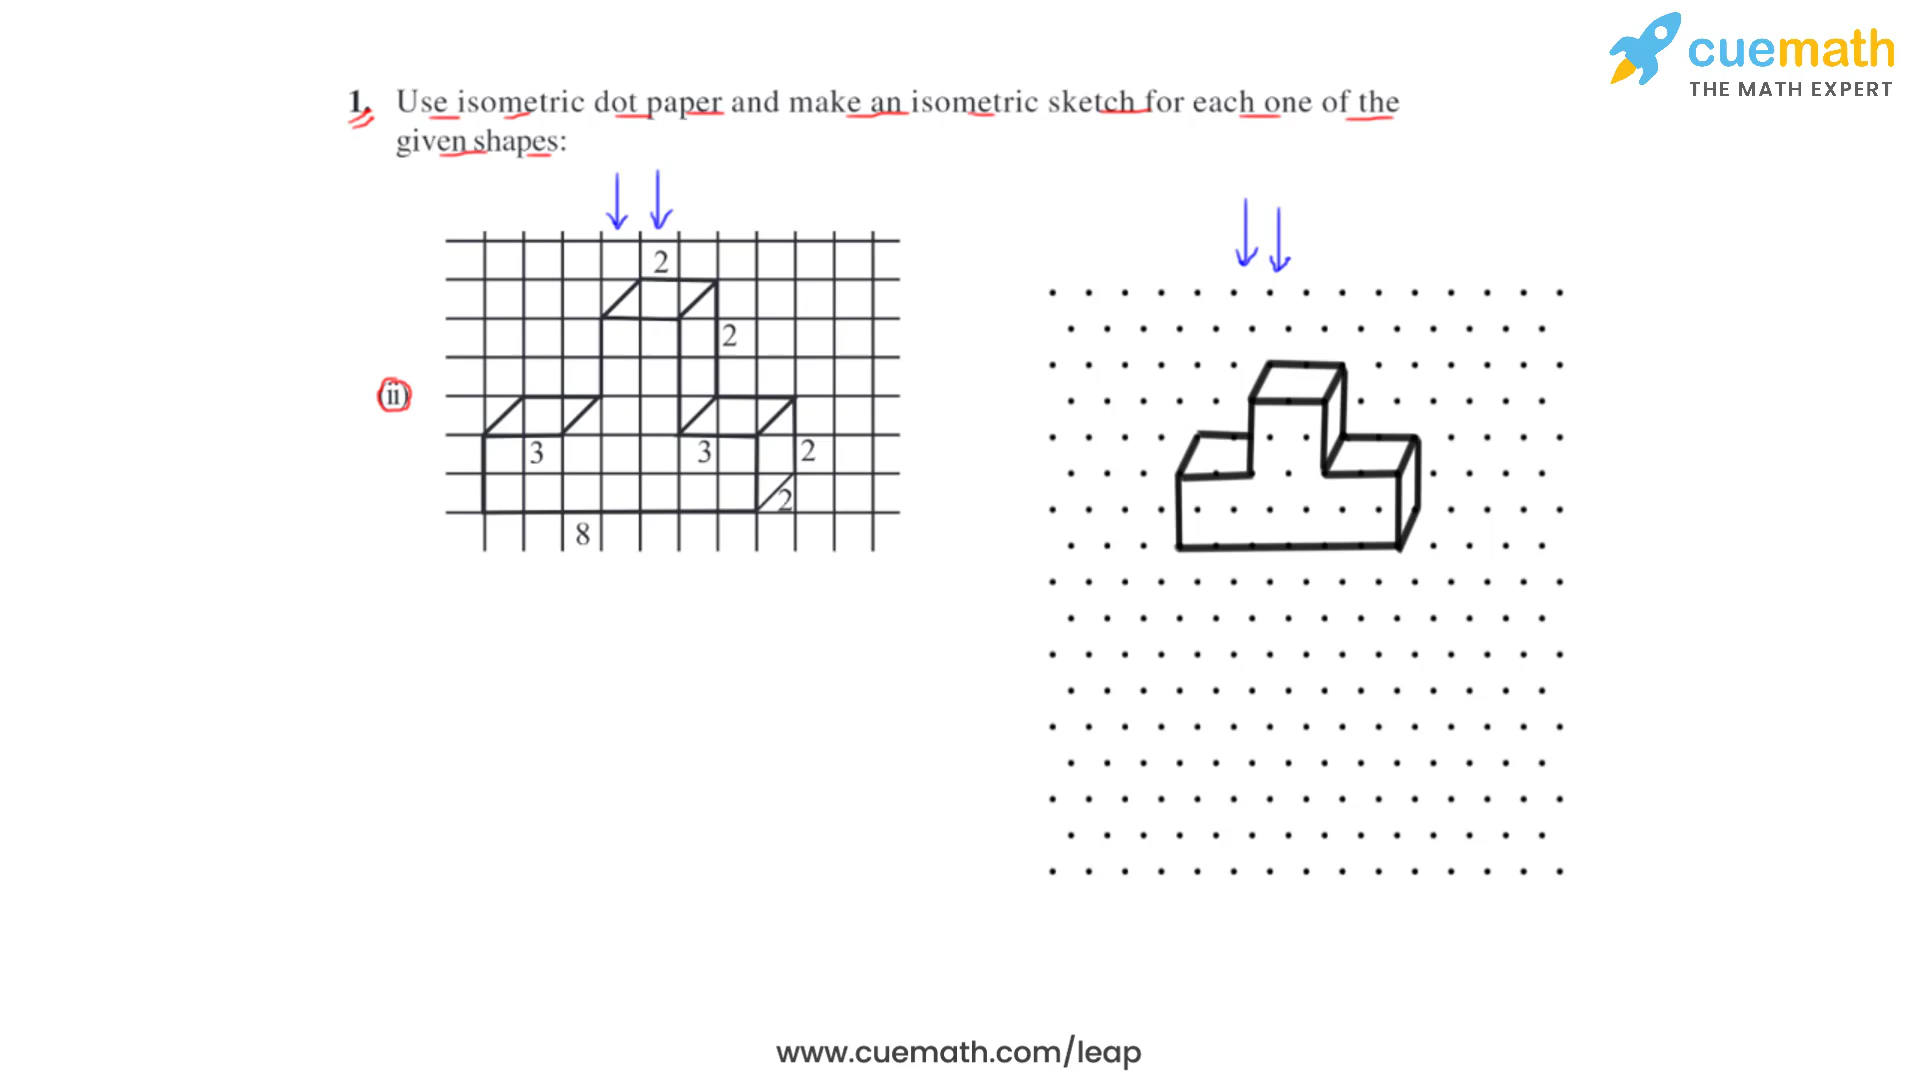 cuemath
THE MATH EXPERT
1. Use isometric dot paper and make an isometric sketch for each one of the
given shapes:
2
2
(ii)
3
3
2
2
8
www.cuemath.com/leap